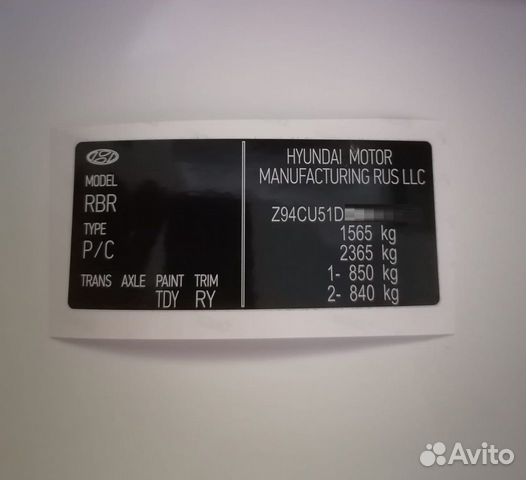 MODEL
RBR
TYPE
P/C
TRANS AXLE PAINT TRIM
TDY RY
HYUNDAI MOTOR
MANUFACTURING RUS LLC
Z94CU51D
1565 kg
2365 kg
1- 850 kg
2- 840 kg
Avito